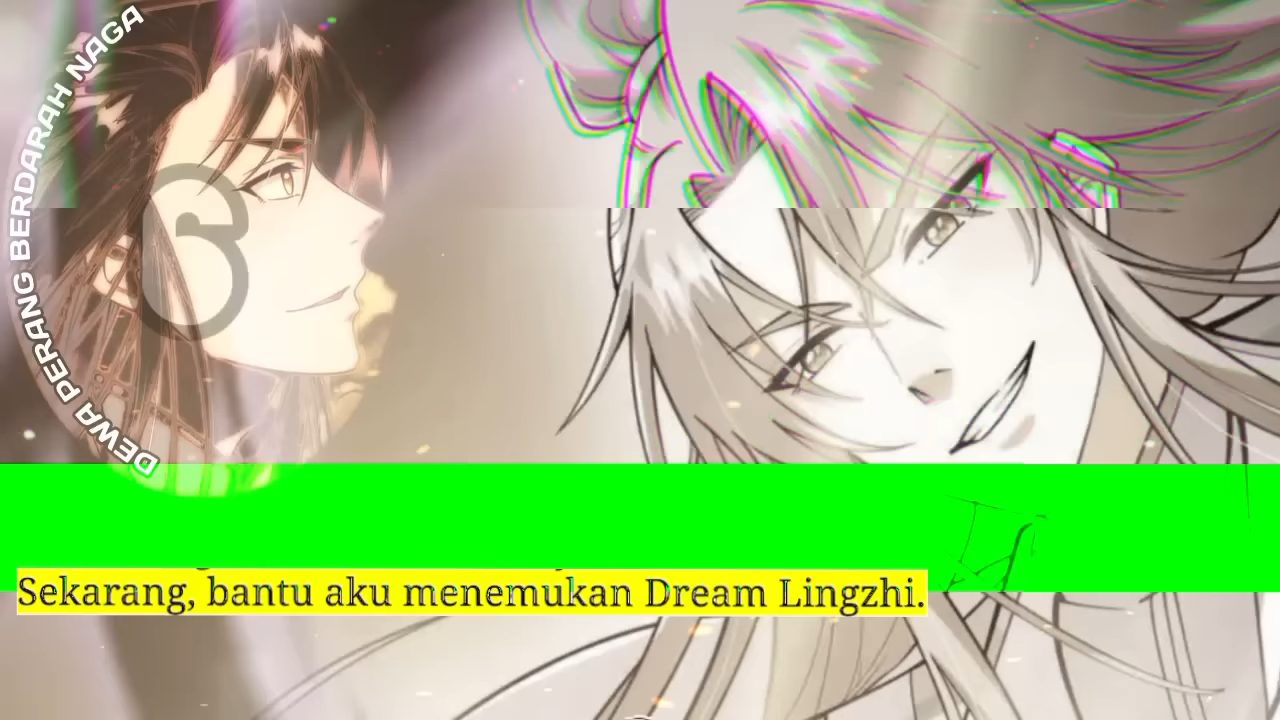 DEWA PERANG BERDARAH NAGA
Sekarang, bantu aku menemukan Dream Lingzhi.